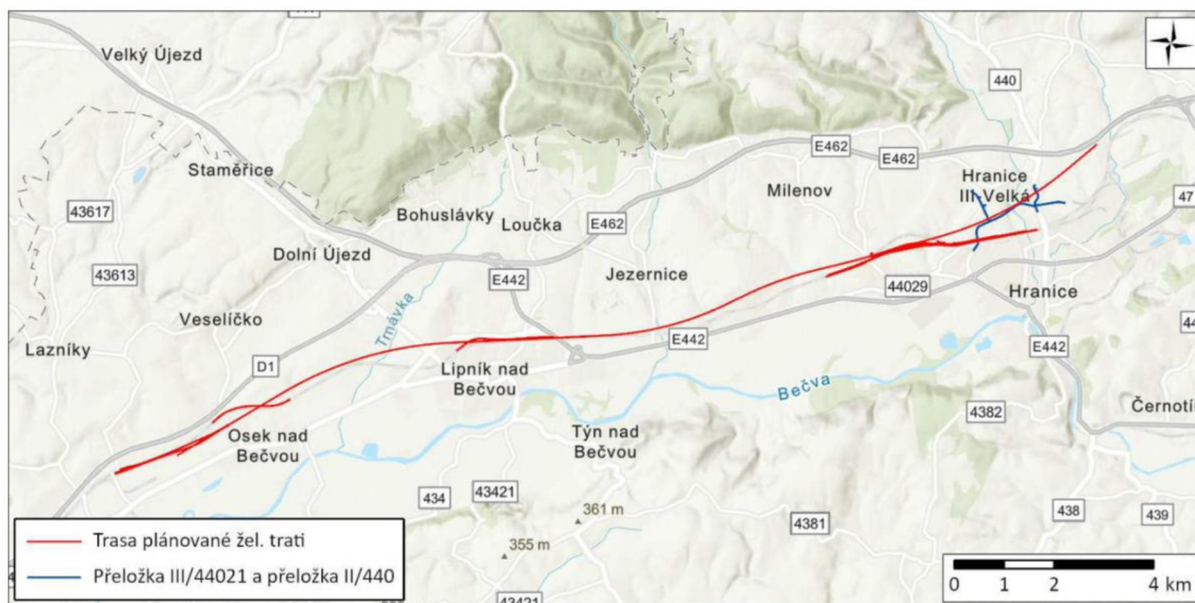 Velký Újezd
440
E462
E462
Staměřice
Hranice
III-Velká
Milenov
43617
Bohuslávky
Loučka
E462
47
Dolní Újezd
43613
E442
Jezernice
44029
Hranice
Veselíčko
Trnávka
Lazníky
E442
E442
D1
Lipník nad
Bečvou
Bečva
4382
Černotín
Osek nad
Bečvou
Týn nad
Bečvou
434
43421
361 m
4381
438
439
355 m
43421
Trasa plánované žel. trati
Přeložka III/44021 a přeložka II/440
0 1 2 4 km